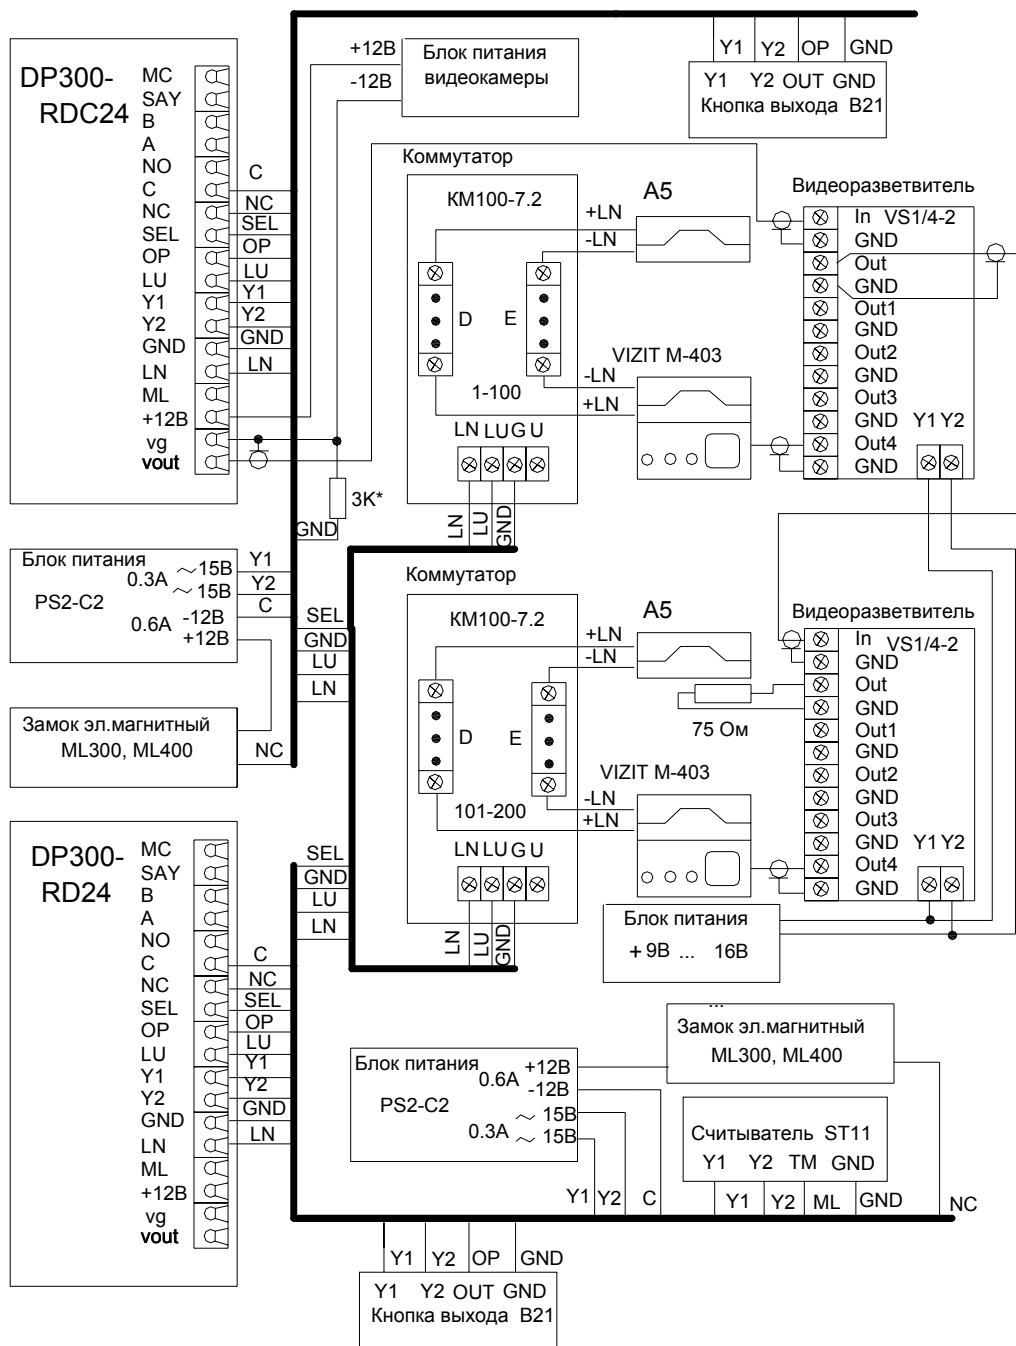 DP300-
RDC24
MC
SAY
B
A
NO
C
NC
SEL
OP
LU
Y1
Y2
GND
LN
ML
+12В
vg
vout
C
NC
SEL
OP
LU
Y1
Y2
GND
LN
+12В
-12В
Блок питания
видеокамеры
Y1 Y2 OP GND
Y1 Y2 OUT GND
Кнопка выхода B21
3K*
GND
Коммутатор
КМ100-7.2
D E
1-100
LN LU G U
LN LU GND
+LN
-LN
A5
VIZIT M-403
-LN
+LN
Видеоразветвитель
In VS1/4-2
GND
Out
GND
Out1
GND
Out2
GND
Out3
GND Y1 Y2
Out4
GND
Блок питания
0.3A ~15В
~15В
PS2-C2
0.6A -12В
+12В
Y1
Y2
C
SEL
GND
LU
LN
Замок эл.магнитный
ML300, ML400
NC
Коммутатор
КМ100-7.2
D E
101-200
LN LU G U
LN LU GND
+LN
-LN
A5
75 Ом
VIZIT M-403
-LN
+LN
Видеоразветвитель
In VS1/4-2
GND
Out
GND
Out1
GND
Out2
GND
Out3
GND Y1 Y2
Out4
GND
Блок питания
+ 9В ... 16В
DP300-
RD24
MC
SAY
B
A
NO
C
NC
SEL
OP
LU
Y1
Y2
GND
LN
ML
+12В
vg
vout
C
NC
SEL
OP
LU
Y1
Y2
GND
LN
SEL
GND
LU
LN
Блок питания
+12В
0.6A -12В
PS2-C2
~ 15В
0.3A ~ 15В
Y1 Y2 C
...
Замок эл.магнитный
ML300, ML400
Считыватель ST11
Y1 Y2 TM GND
Y1 Y2 ML GND
NC
Y1 Y2 OP GND
Y1 Y2 OUT GND
Кнопка выхода B21